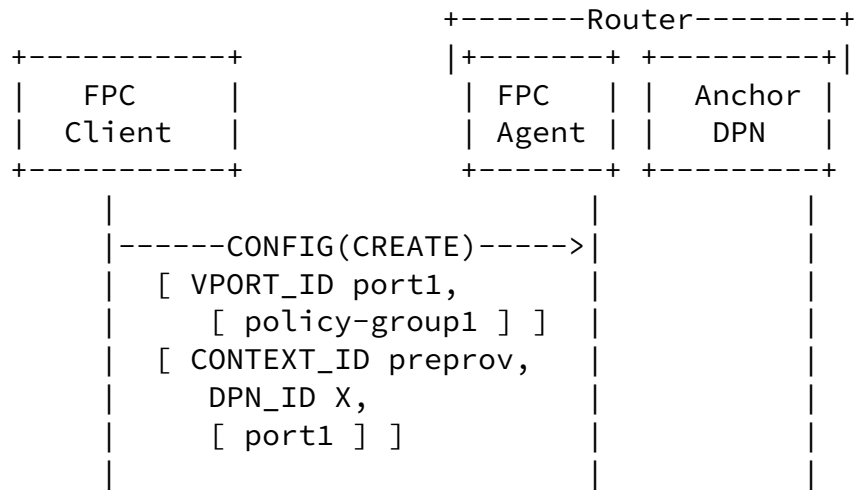 +-------Router--------+
+-----------+ |+-------+ +---------+|
| FPC | | FPC | | Anchor |
| Client | | Agent | | DPN |
+-----------+ +-------+ +---------+
| | |
|------CONFIG(CREATE)----->| |
| [ VPORT_ID port1, | |
| [ policy-group1 ] ] | |
| [ CONTEXT_ID preprov, | |
| DPN_ID X, | |
| [ port1 ] ] | |
| | |